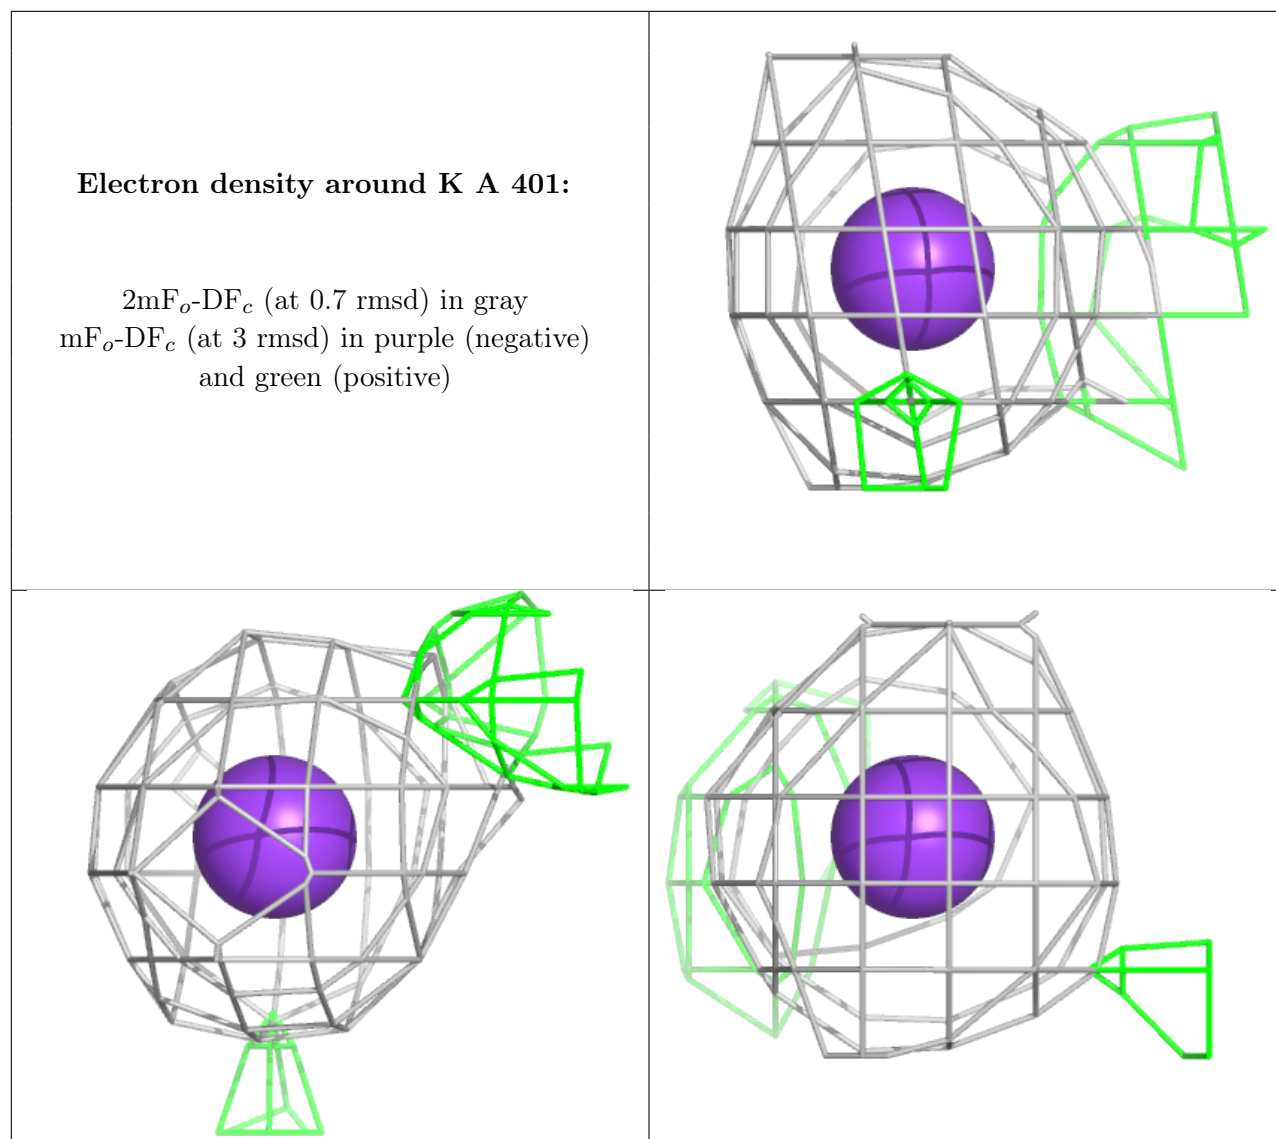 Electron density around K A 401:
2mFo-DFc (at 0.7 rmsd) in gray
mFo-DFc (at 3 rmsd) in purple (negative)
and green (positive)